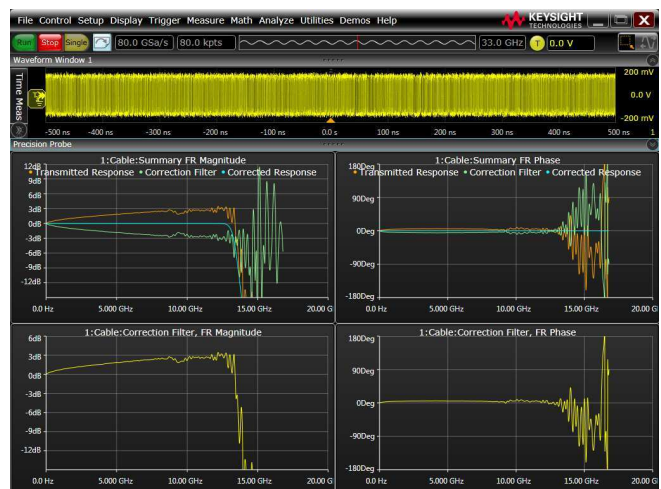 File Control Setup Display Trigger Measure Math Analyze Utilities Demos Help
KEYSIGHT
TECHNOLOGIES
Run Stop Single 80.0 GSa/s 80.0 kpts 33.0 GHz T 0.0 V
Waveform Window 1
Time Meas
200 mV
0.0 V
-200 mV
-500 ns -400 ns -300 ns -200 ns -100 ns 0.0 s 100 ns 200 ns 300 ns 400 ns 500 ns 1
Precision Probe
1:Cable:Summary FR Magnitude
Transmitted Response • Correction Filter • Corrected Response
12dB
9dB
6dB
3dB
0dB
-3dB
-6dB
-9dB
-12dB
0.0 Hz 5.000 GHz 10.00 GHz 15.00 GHz 20.00 G
1:Cable:Summary FR Phase
Transmitted Response • Correction Filter • Corrected Response
180Deg
90Deg
0Deg
-90Deg
-180Deg
0.0 Hz 5.000 GHz 10.00 GHz 15.00 GHz 20.00 GI
1:Cable:Correction Filter, FR Magnitude
6dB
3dB
0dB
-3dB
-6dB
-9dB
-12dB
0.0 Hz 5.000 GHz 10.00 GHz 15.00 GHz 20.00 G
1:Cable:Correction Filter, FR Phase
180Deg
90Deg
0Deg
-90Deg
-180Deg
0.0 Hz 5.000 GHz 10.00 GHz 15.00 GHz 20.00 GI